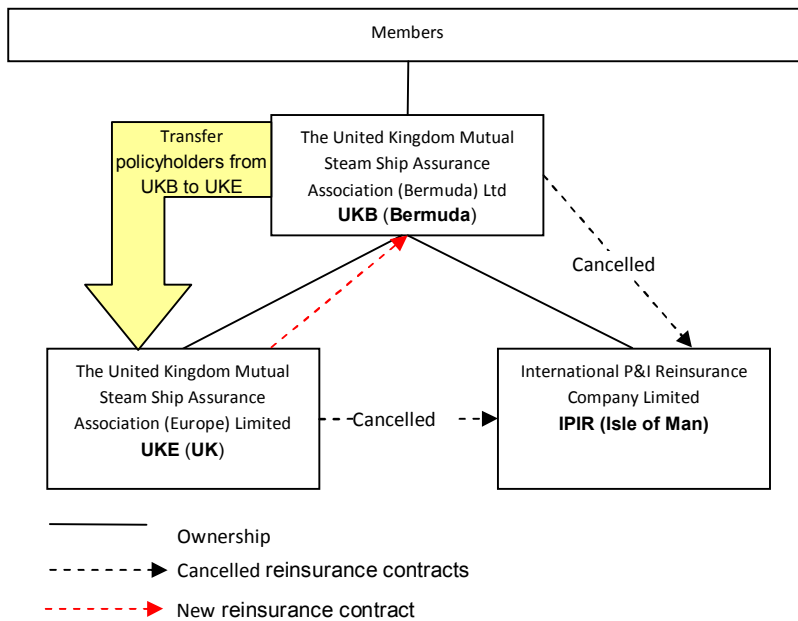 Members
Transfer
policyholders from
UKB to UKE
The United Kingdom Mutual
Steam Ship Assurance
Association (Bermuda) Ltd
UKB (Bermuda)
Cancelled
The United Kingdom Mutual
Steam Ship Assurance
Association (Europe) Limited
UKE (UK)
Cancelled
International P&I Reinsurance
Company Limited
IPIR (Isle of Man)
Ownership
Cancelled reinsurance contracts
New reinsurance contract